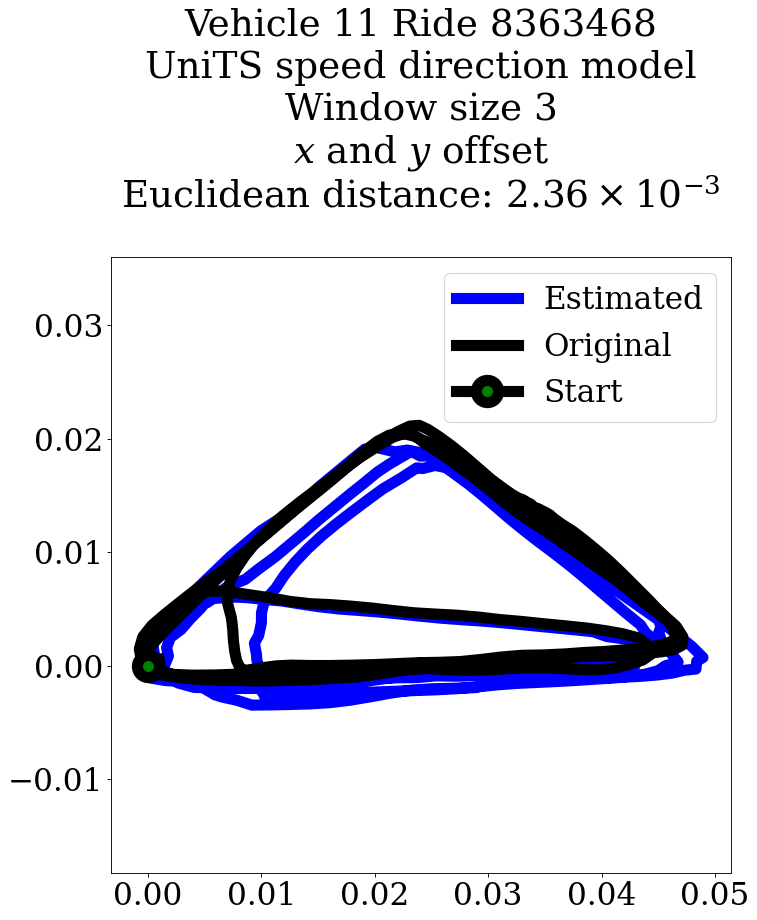 Vehicle 11 Ride 8363468
UniTS speed direction model
Window size 3
x and y offset
Euclidean distance: 2.36 × 10⁻³
Estimated
Original
Start
0.03
0.02
0.01
0.00
−0.01
0.00 0.01 0.02 0.03 0.04 0.05